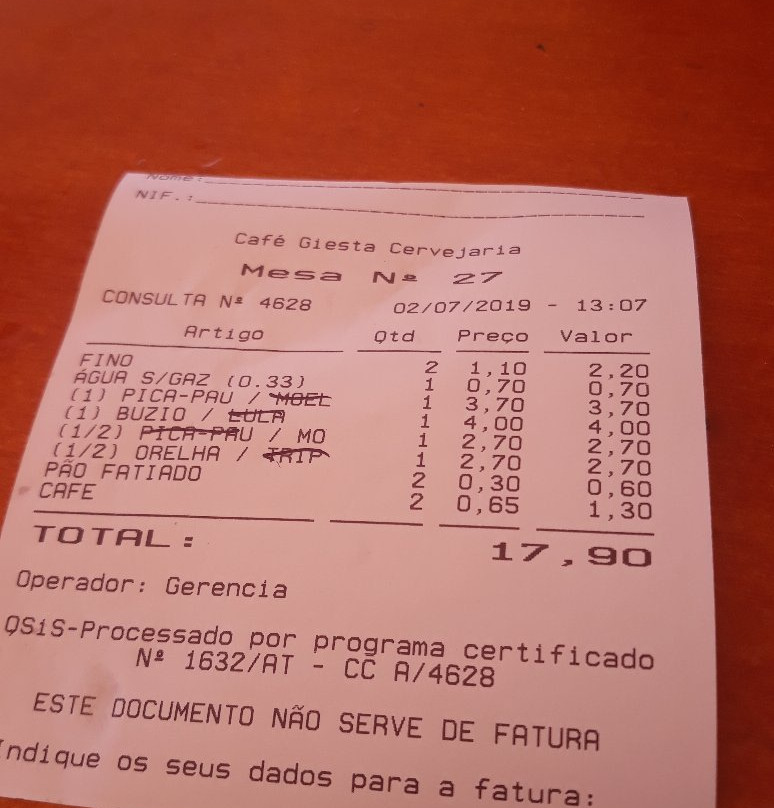 Nome:
NIF.:
Café Giesta Cervejaria
Mesa Nº 27
CONSULTA Nº 4628 02/07/2019 - 13:07
Artigo Qtd Preço Valor
FINO 2 1,10 2,20
ÁGUA S/GAZ (0.33) 1 0,70 0,70
(1) PICA-PAU / MOEL 1 3,70 3,70
(1) BUZIO / LULA 1 4,00 4,00
(1/2) PICA-PAU / MO 1 2,70 2,70
(1/2) ORELHA / TRIP 1 2,70 2,70
PÃO FATIADO 2 0,30 0,60
CAFE 2 0,65 1,30
TOTAL: 17,90
Operador: Gerencia
QSiS-Processado por programa certificado
Nº 1632/AT - CC A/4628
ESTE DOCUMENTO NÃO SERVE DE FATURA
Indique os seus dados para a fatura: